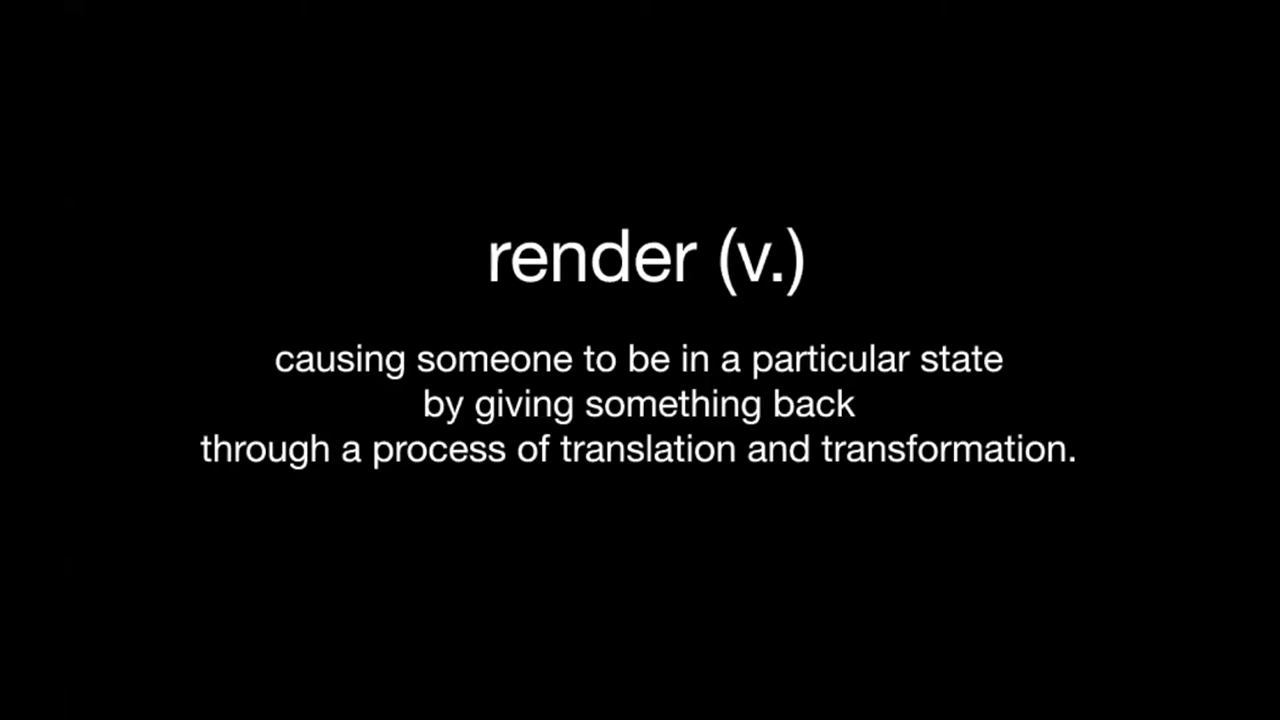 render (v.)
causing someone to be in a particular state
by giving something back
through a process of translation and transformation.